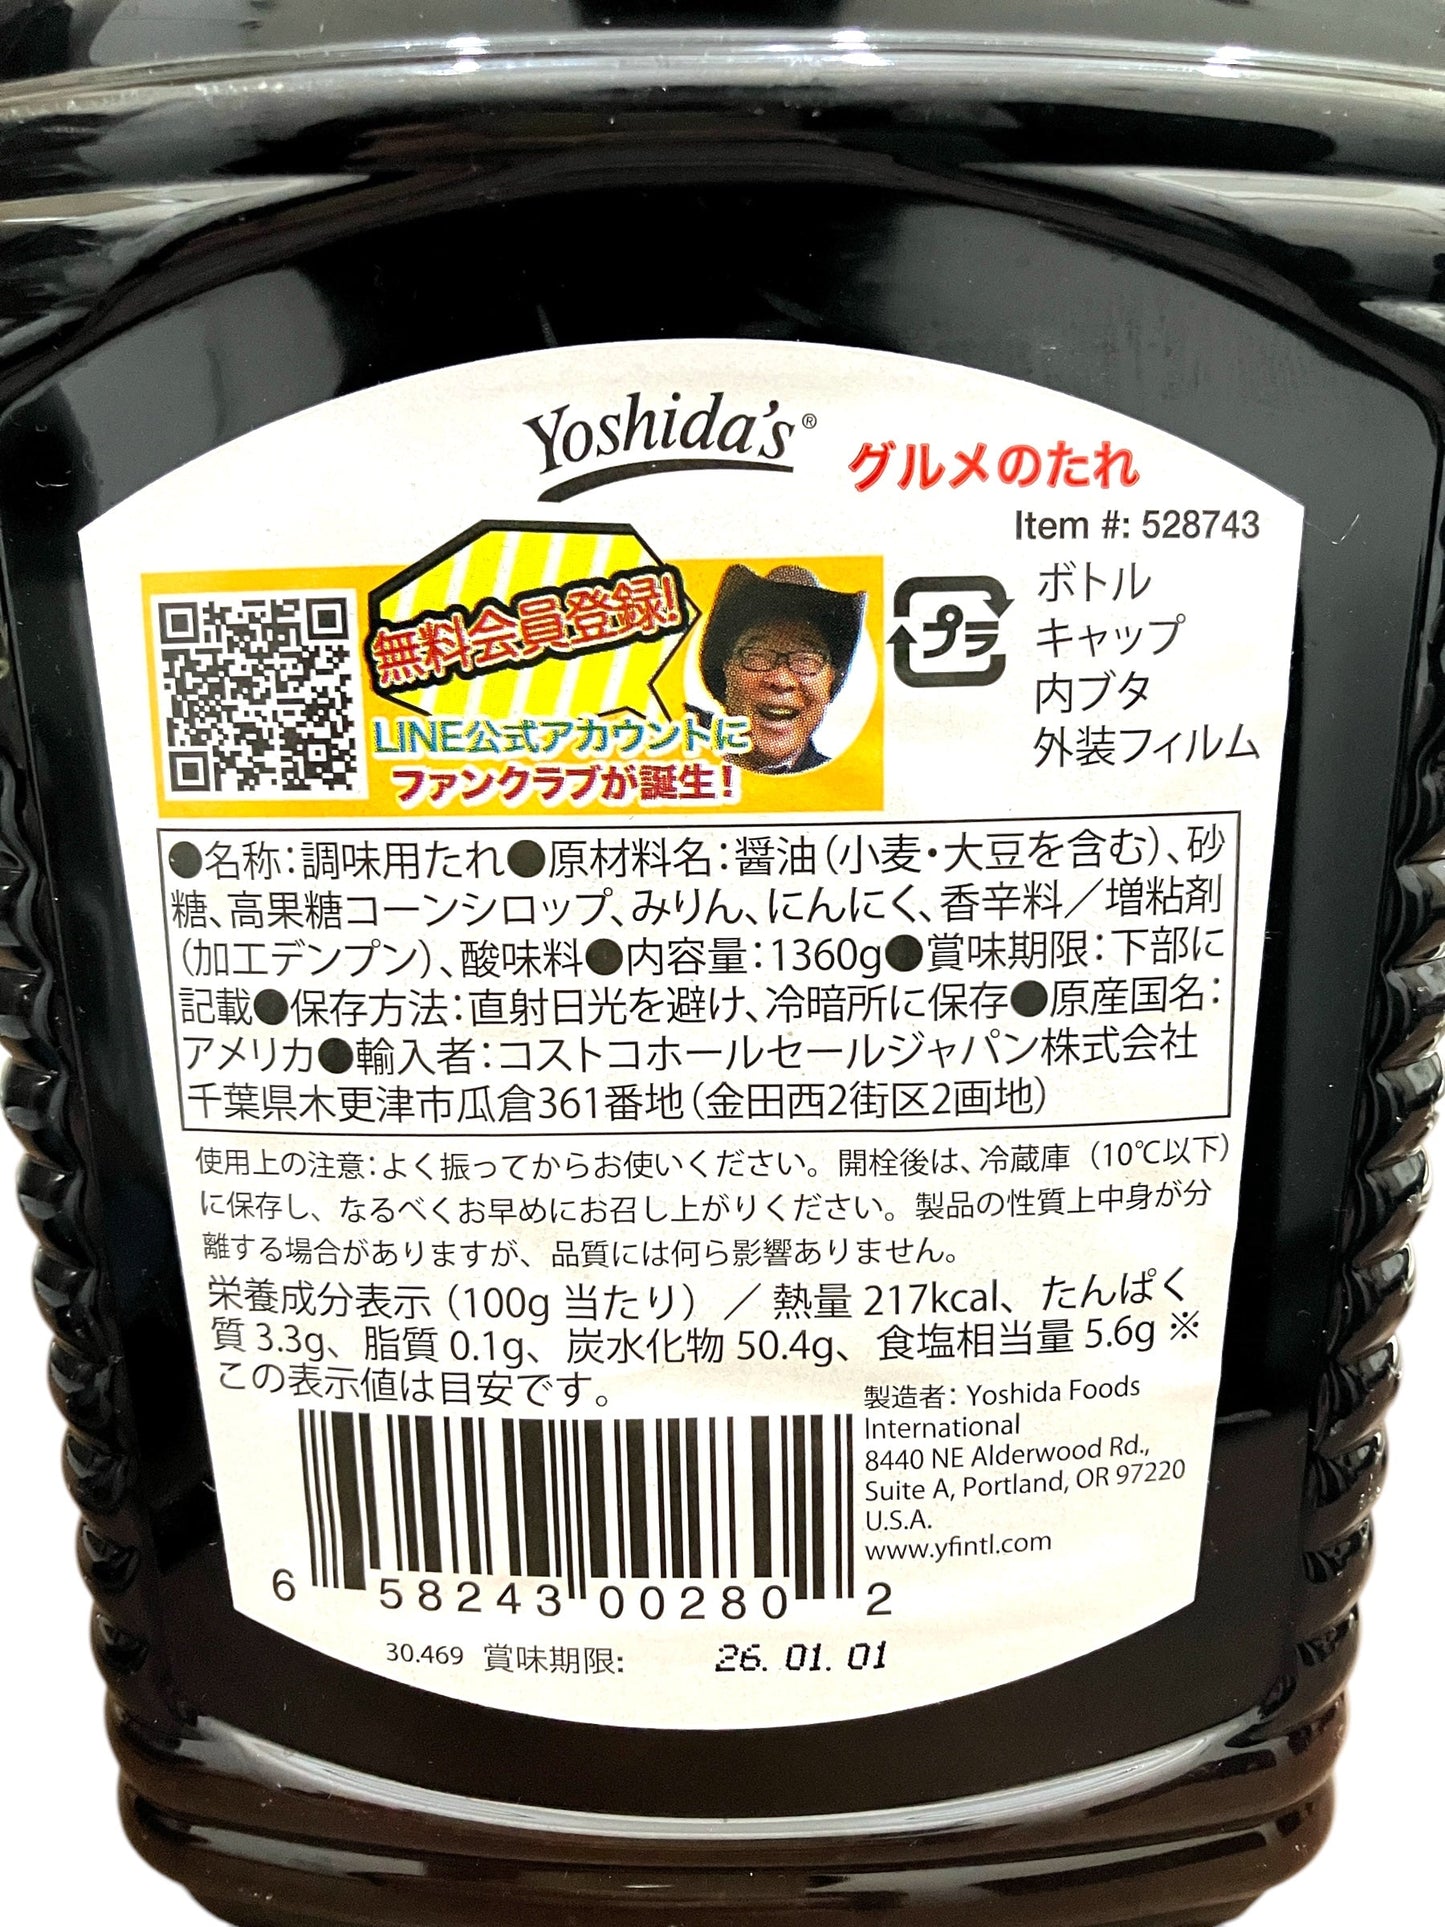 Yoshida's®
グルメのたれ
Item #: 528743
無料会員登録!
LINE公式アカウントに
ファンクラブが誕生!
プラ
ボトル
キャップ
内ブタ
外装フィルム
●名称:調味用たれ●原材料名:醤油(小麦・大豆を含む)、砂
糖、高果糖コーンシロップ、みりん、にんにく、香辛料/増粘剤
(加工デンプン)、酸味料●内容量:1360g●賞味期限:下部に
記載●保存方法:直射日光を避け、冷暗所に保存●原産国名:
アメリカ●輸入者:コストコホールセールジャパン株式会社
千葉県木更津市瓜倉361番地(金田西2街区2画地)
使用上の注意:よく振ってからお使いください。開栓後は、冷蔵庫(10℃以下)
に保存し、なるべくお早めにお召し上がりください。製品の性質上中身が分
離する場合がありますが、品質には何ら影響ありません。
栄養成分表示(100g 当たり)/熱量 217kcal、たんぱく
質 3.3g、脂質 0.1g、炭水化物 50.4g、食塩相当量 5.6g ※
この表示値は目安です。
製造者: Yoshida Foods
International
8440 NE Alderwood Rd.,
Suite A, Portland, OR 97220
U.S.A.
www.yfintl.com
6 58243 00280 2
30.469 賞味期限: 26. 01. 01